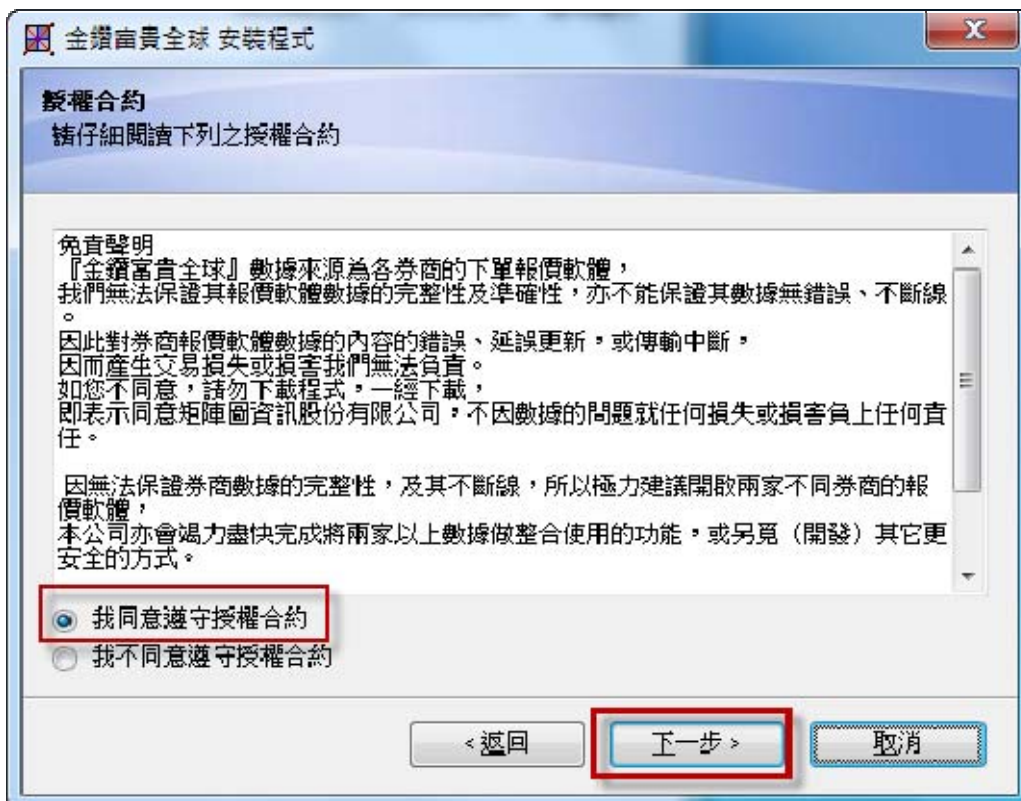 金鑽富貴全球 安裝程式
授權合約
請仔細閱讀下列之授權合約
免責聲明
『金鑽富貴全球』數據來源為各券商的下單報價軟體，
我們無法保證其報價軟體數據的完整性及準確性，亦不能保證其數據無錯誤、不斷線
。
因此對券商報價軟體數據的內容的錯誤、延誤更新，或傳輸中斷，
因而產生交易損失或損害我們無法負責。
如您不同意，請勿下載程式，一經下載，
即表示同意矩陣圖資訊股份有限公司，不因數據的問題就任何損失或損害負上任何責
任。
因無法保證券商數據的完整性，及其不斷線，所以極力建議開啟兩家不同券商的報
價軟體，
本公司亦會竭力盡快完成將兩家以上數據做整合使用的功能，或另覓（開發）其它更
安全的方式。
我同意遵守授權合約
我不同意遵守授權合約
<返回
下一步>
取消